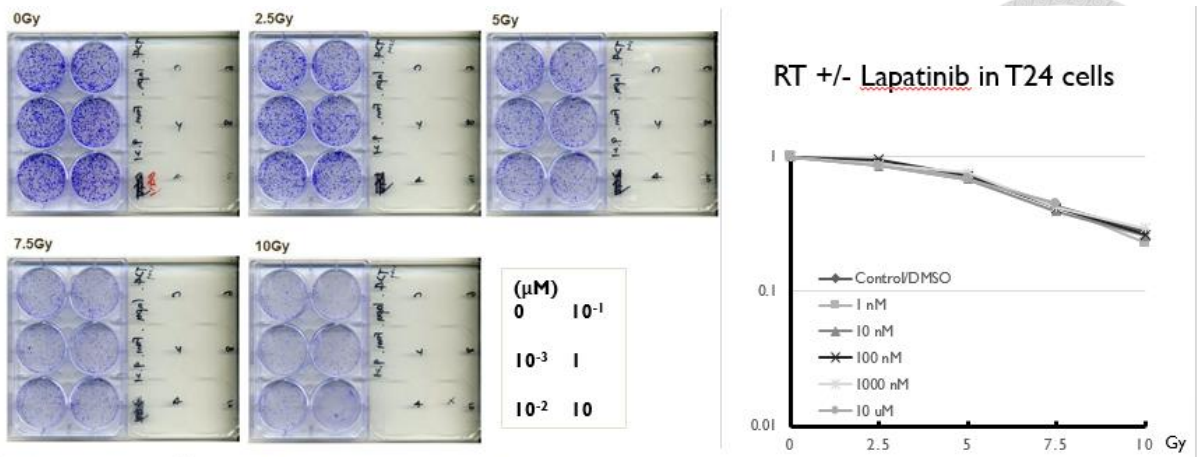 0Gy
2.5Gy
5Gy
7.5Gy
10Gy
(μM)
0 10⁻¹
10⁻³ 1
10⁻² 10
RT +/- Lapatinib in T24 cells
1
0.1
0.01
Control/DMSO
1 nM
10 nM
100 nM
1000 nM
10 uM
0 2.5 5 7.5 10 Gy